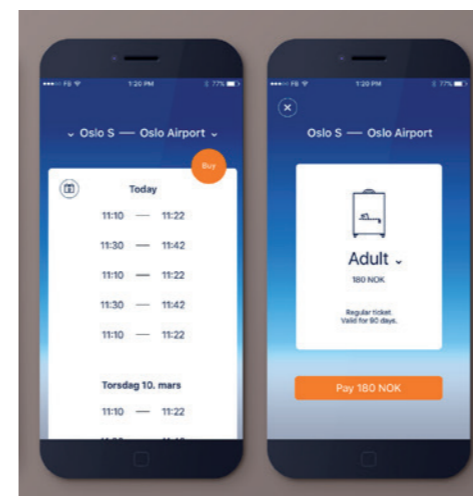 FB 1:20 PM 77%
Oslo S — Oslo Airport
Buy
Today
11:10 — 11:22
11:30 — 11:42
11:10 — 11:22
11:30 — 11:42
11:10 — 11:22
Torsdag 10. mars
11:10 — 11:22
FB 1:20 PM 77%
Oslo S — Oslo Airport
Adult
180 NOK
Regular ticket.
Valid for 90 days.
Pay 180 NOK